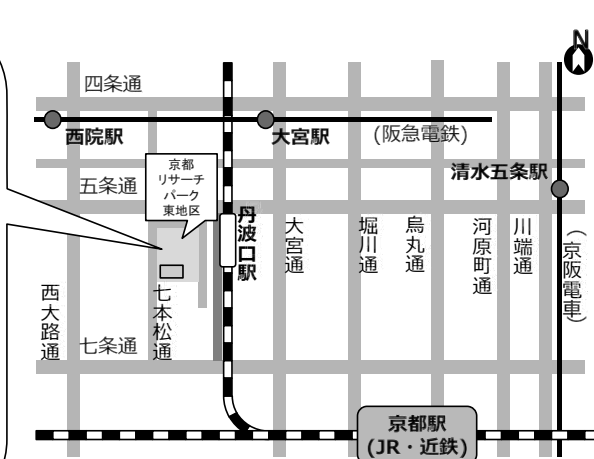 N
四条通
西院駅
大宮駅
(阪急電鉄)
京都
リサーチ
パーク
東地区
五条通
清水五条駅
丹波口駅
大宮通
堀川通
烏丸通
河原町通
川端通
(京阪電車)
西大路通
七条通
七本松通
京都駅
(JR・近鉄)